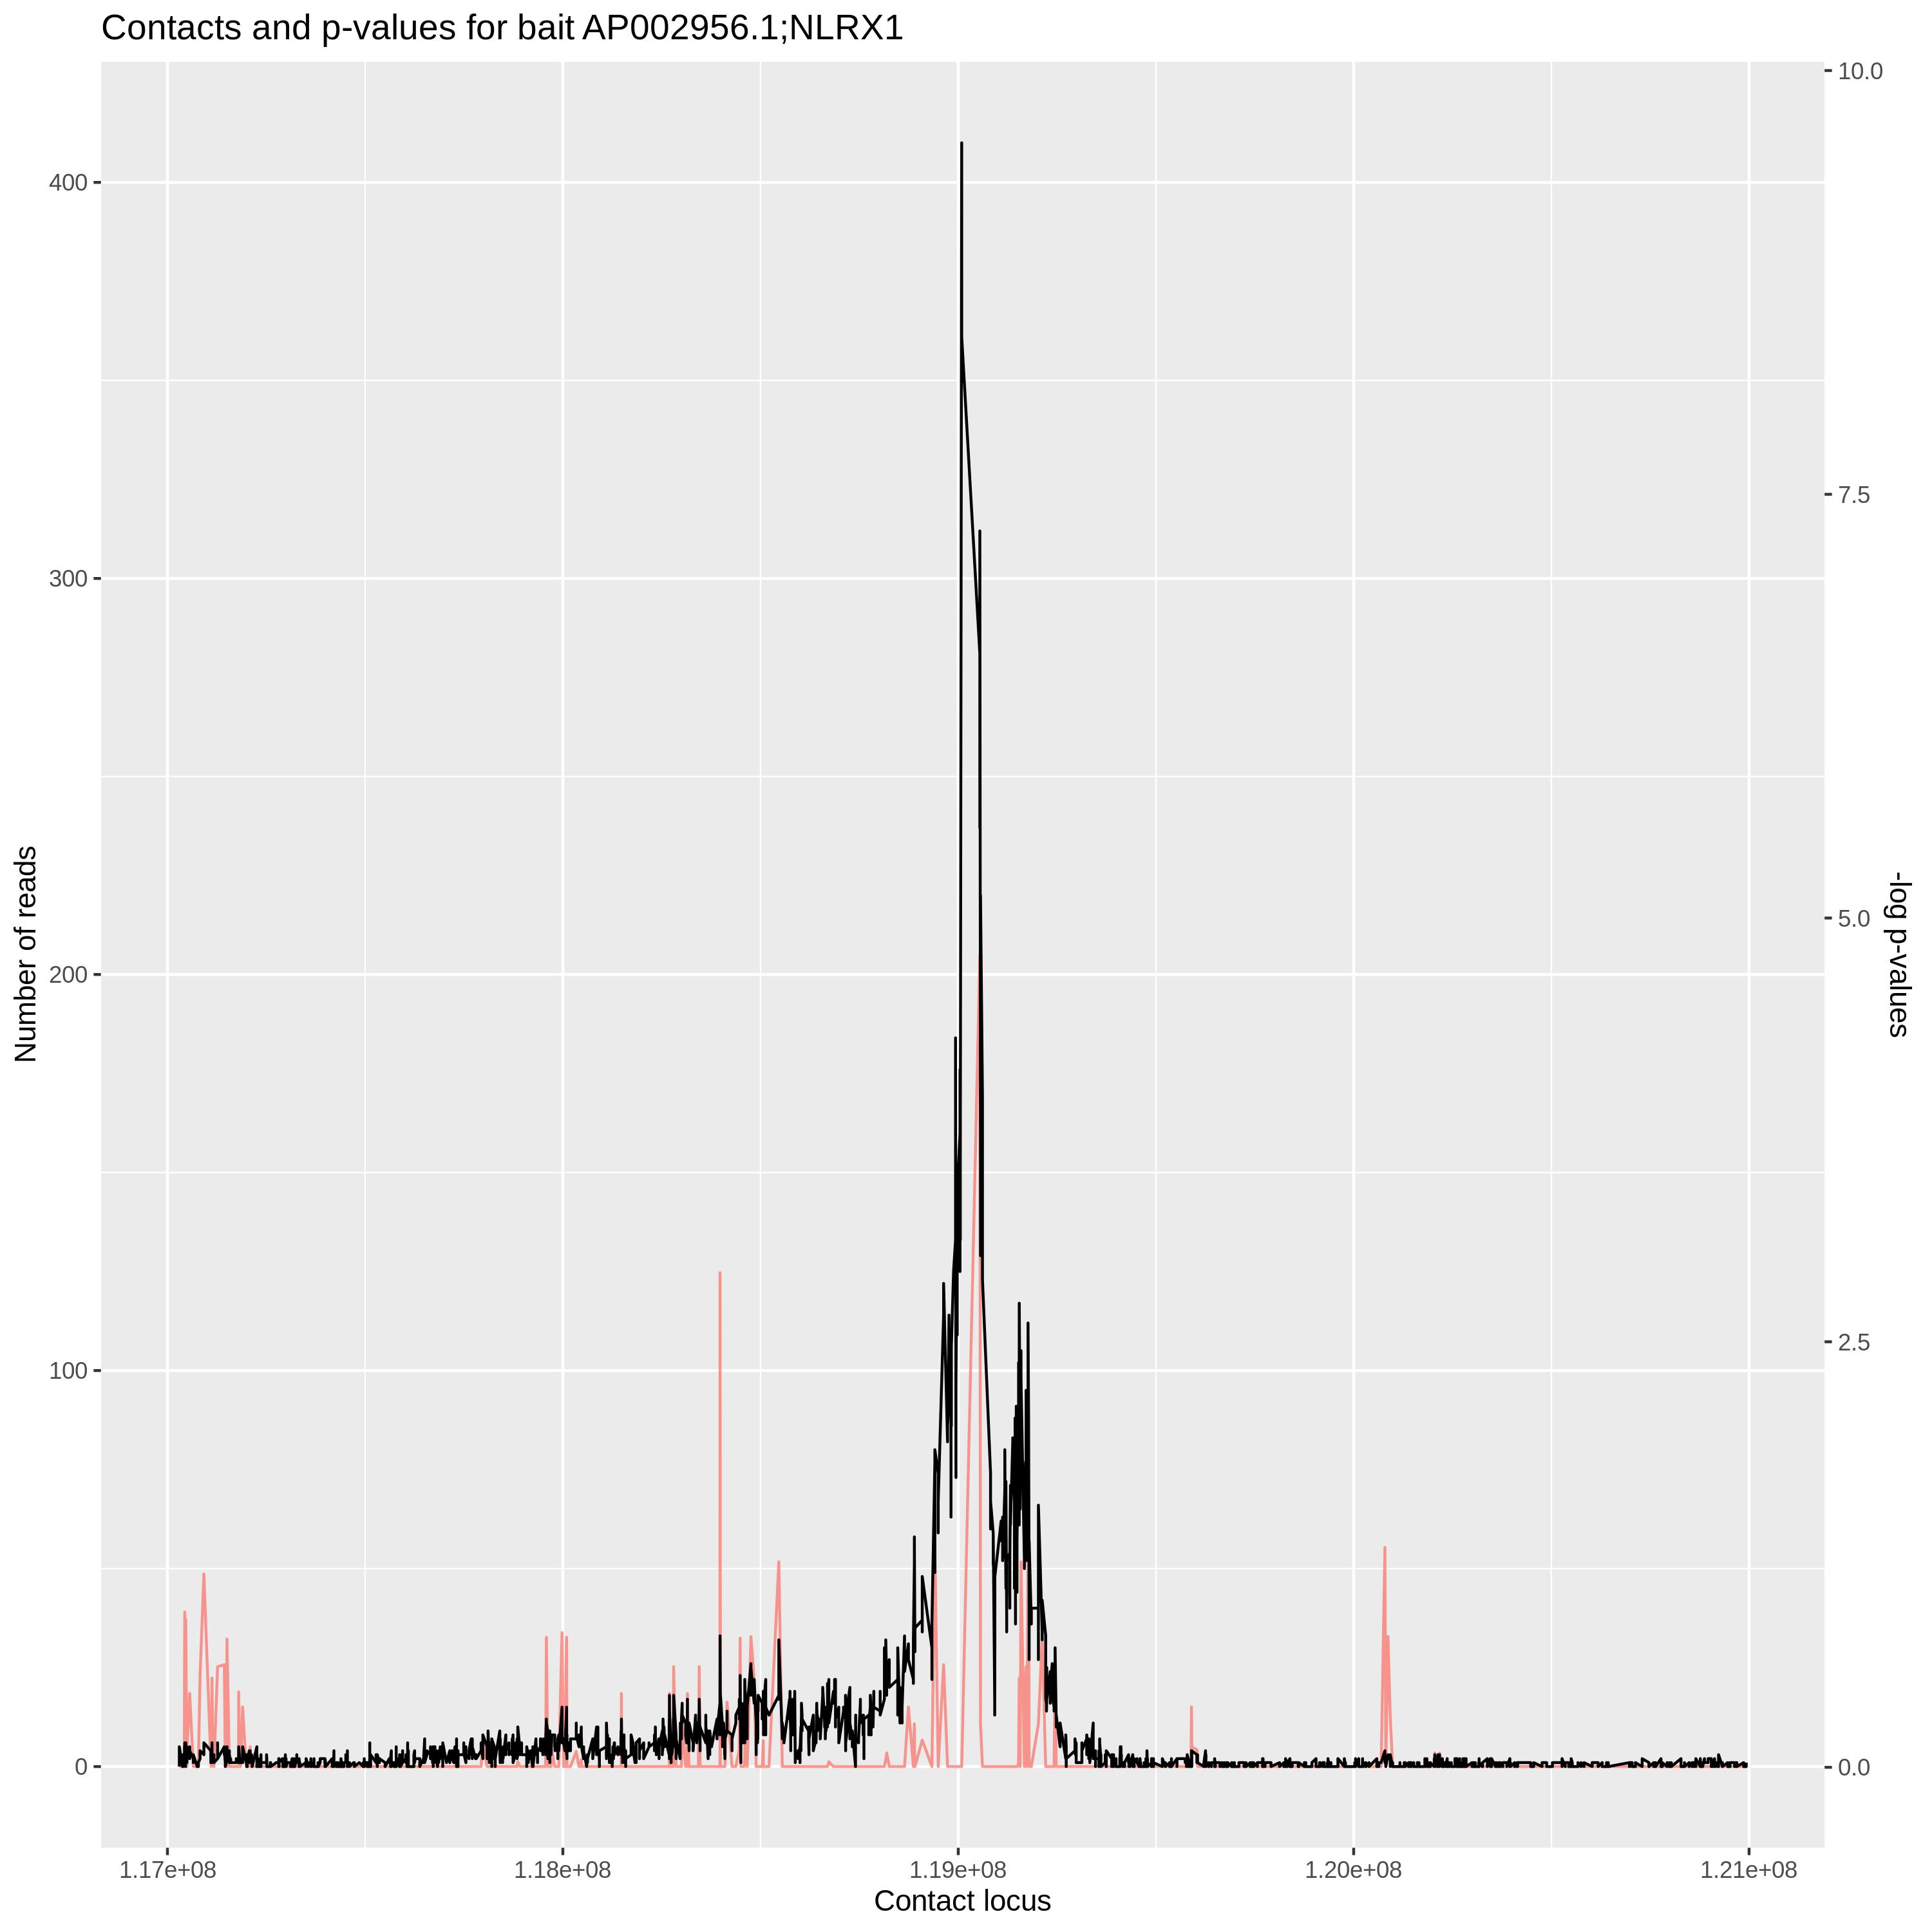 Contacts and p-values for bait AP002956.1;NLRX1
10.0
400
7.5
300
Number of reads
5.0
-log p-values
200
2.5
100
0
0.0
1.17e+08
1.18e+08
1.19e+08
1.20e+08
1.21e+08
Contact locus